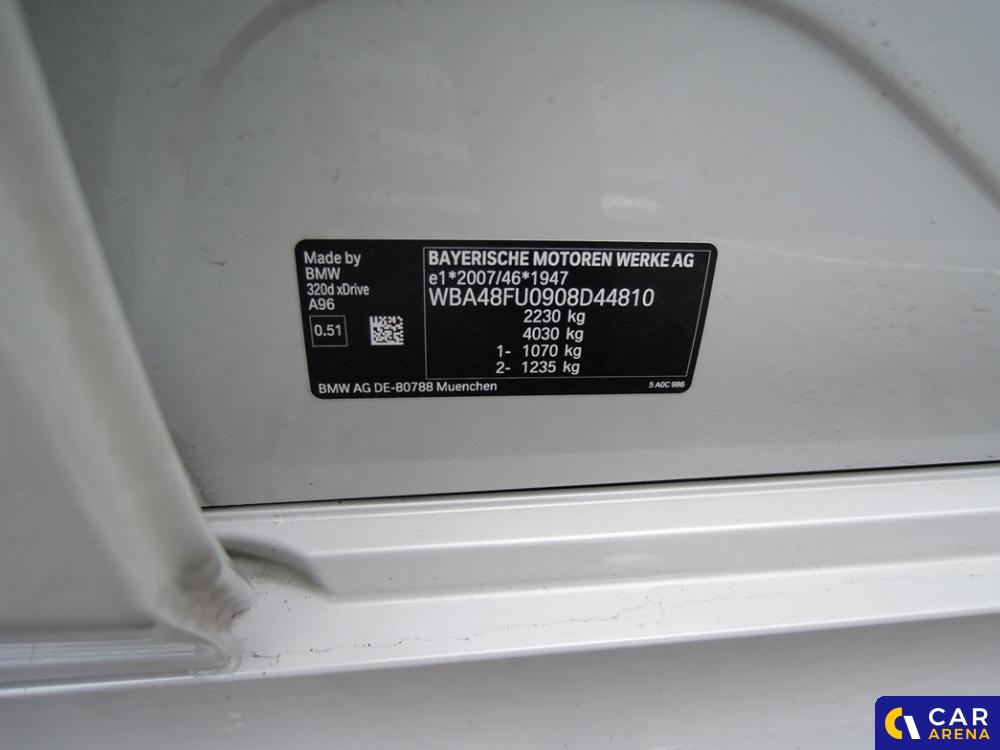 Made by
BMW
320d xDrive
A96
0.51
BAYERISCHE MOTOREN WERKE AG
e1*2007/46*1947
WBA48FU0908D44810
2230 kg
4030 kg
1- 1070 kg
2- 1235 kg
BMW AG DE-80788 Muenchen
5 A0C 986
CAR
ARENA